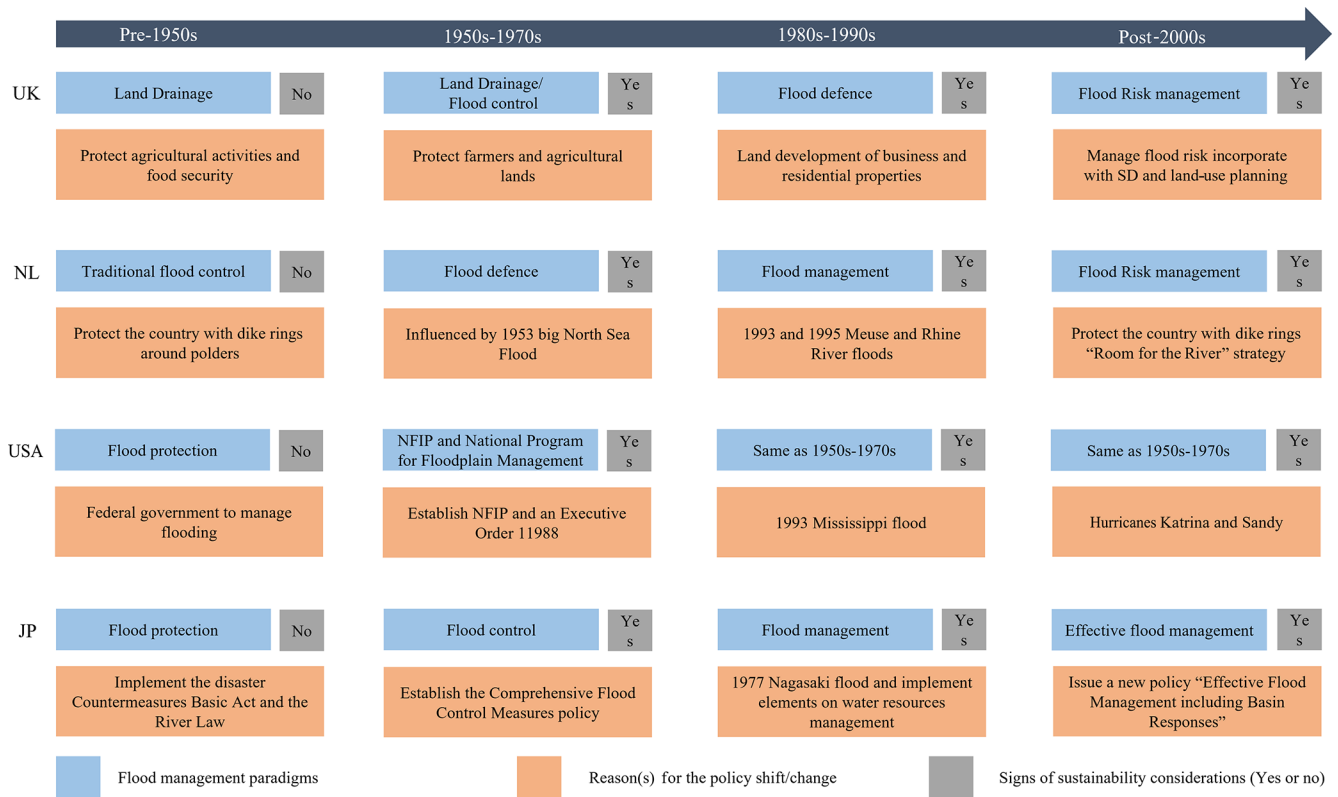 Pre-1950s
1950s-1970s
1980s-1990s
Post-2000s
UK
Land Drainage
No
Land Drainage/
Flood control
Ye
s
Flood defence
Ye
s
Flood Risk management
Ye
s
Protect agricultural activities and
food security
Protect farmers and agricultural
lands
Land development of business and
residential properties
Manage flood risk incorporate
with SD and land-use planning
NL
Traditional flood control
No
Flood defence
Ye
s
Flood management
Ye
s
Flood Risk management
Ye
s
Protect the country with dike rings
around polders
Influenced by 1953 big North Sea
Flood
1993 and 1995 Meuse and Rhine
River floods
Protect the country with dike rings
“Room for the River” strategy
USA
Flood protection
No
NFIP and National Program
for Floodplain Management
Ye
s
Same as 1950s-1970s
Ye
s
Same as 1950s-1970s
Ye
s
Federal government to manage
flooding
Establish NFIP and an Executive
Order 11988
1993 Mississippi flood
Hurricanes Katrina and Sandy
JP
Flood protection
No
Flood control
Ye
s
Flood management
Ye
s
Effective flood management
Ye
s
Implement the disaster
Countermeasures Basic Act and the
River Law
Establish the Comprehensive Flood
Control Measures policy
1977 Nagasaki flood and implement
elements on water resources
management
Issue a new policy “Effective Flood
Management including Basin
Responses”
Flood management paradigms
Reason(s) for the policy shift/change
Signs of sustainability considerations (Yes or no)